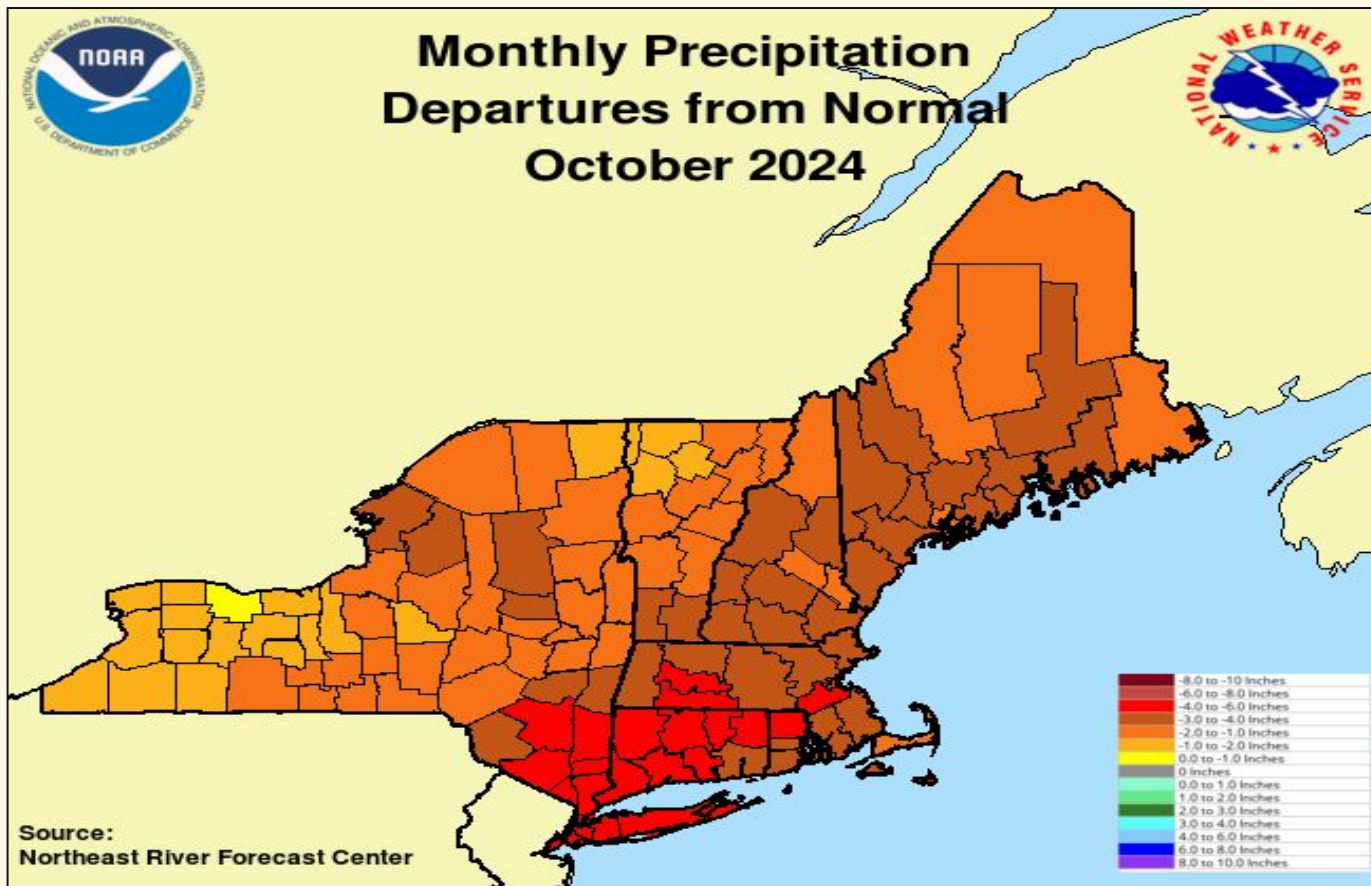 NATIONAL OCEANIC AND ATMOSPHERIC ADMINISTRATION
NOAA
U.S. DEPARTMENT OF COMMERCE
Monthly Precipitation
Departures from Normal
October 2024
NATIONAL WEATHER SERVICE
-8.0 to -10 Inches
-6.0 to -8.0 Inches
-4.0 to -6.0 Inches
-3.0 to -4.0 Inches
-2.0 to -1.0 Inches
-1.0 to -2.0 Inches
0.0 to -1.0 Inches
0 Inches
0.0 to 1.0 Inches
1.0 to 2.0 Inches
2.0 to 3.0 Inches
3.0 to 4.0 Inches
4.0 to 6.0 Inches
6.0 to 8.0 Inches
8.0 to 10.0 Inches
Source:
Northeast River Forecast Center